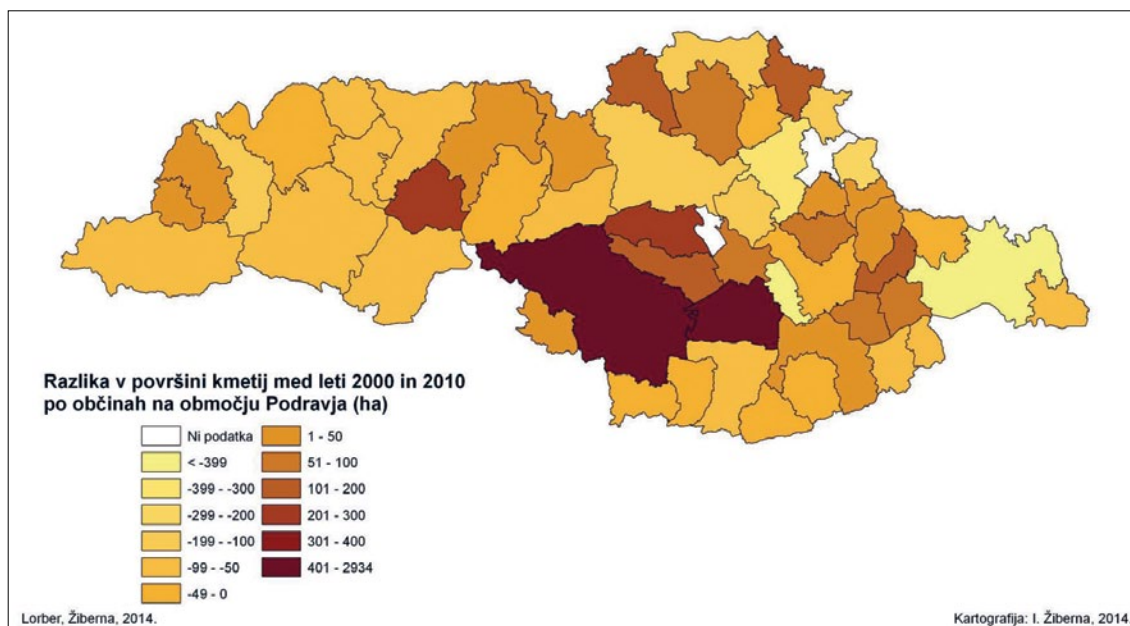 Razlika v površini kmetij med leti 2000 in 2010
po občinah na območju Podravja (ha)
Ni podatka
< -399
-399 - -300
-299 - -200
-199 - -100
-99 - -50
-49 - 0
1 - 50
51 - 100
101 - 200
201 - 300
301 - 400
401 - 2934
Lorber, Žiberna, 2014.
Kartografija: I. Žiberna, 2014.